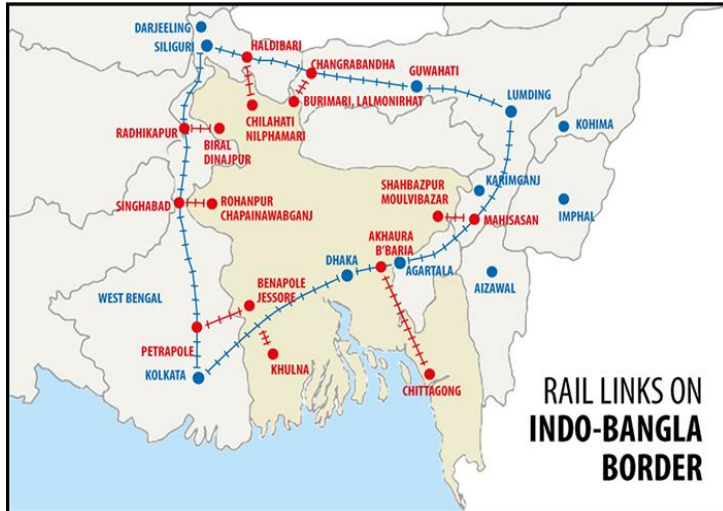 DARJEELING
SILIGURI
HALDIBARI
CHANGRABANDHA
GUWAHATI
BURIMARI, LALMONIRHAT
LUMDING
CHILAHATI
NILPHAMARI
KOHIMA
RADHIKAPUR
BIRAL
DINAJPUR
KARIMGANJ
SHAHBAZPUR
MOULVIBAZAR
SINGHABAD
ROHANPUR
CHAPAINAWABGANJ
MAHISASAN
IMPHAL
AKHAURA
B'BARIA
DHAKA
AGARTALA
AIZAWAL
WEST BENGAL
BENAPOLE
JESSORE
PETRAPOLE
KHULNA
KOLKATA
CHITTAGONG
RAIL LINKS ON
INDO-BANGLA
BORDER